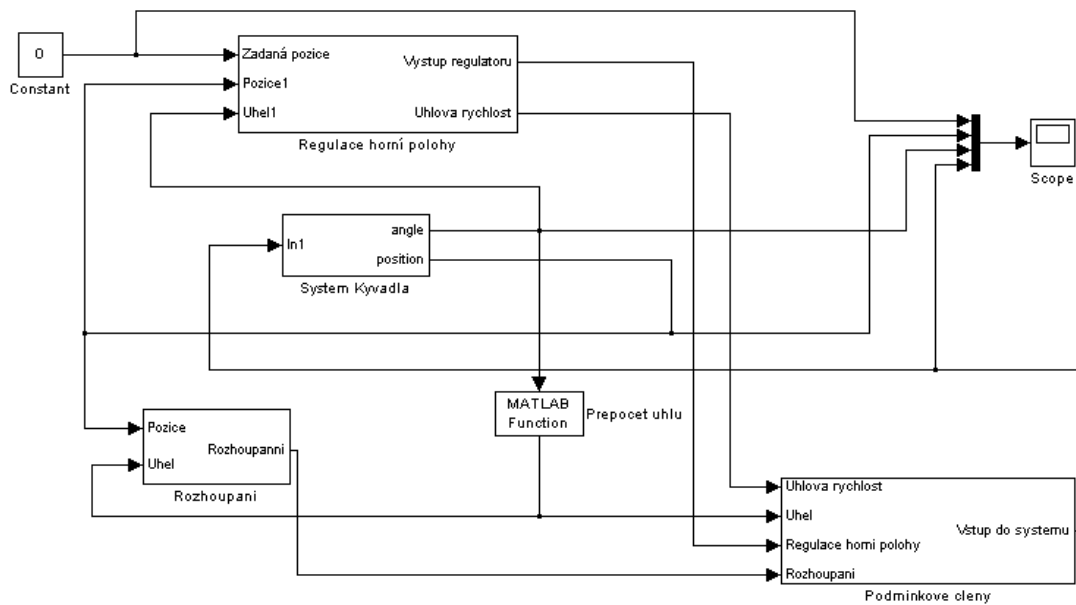 0
Constant
Zadaná pozice
Pozice1
Uhel1
Vystup regulatoru
Uhlova rychlost
Regulace horní polohy
Scope
In1
angle
position
System Kyvadla
MATLAB
Function
Prepocet uhlu
Pozice
Uhel
Rozhoupanni
Rozhoupani
Uhlova rychlost
Uhel
Regulace horni polohy
Rozhoupani
Vstup do systemu
Podminkove cleny